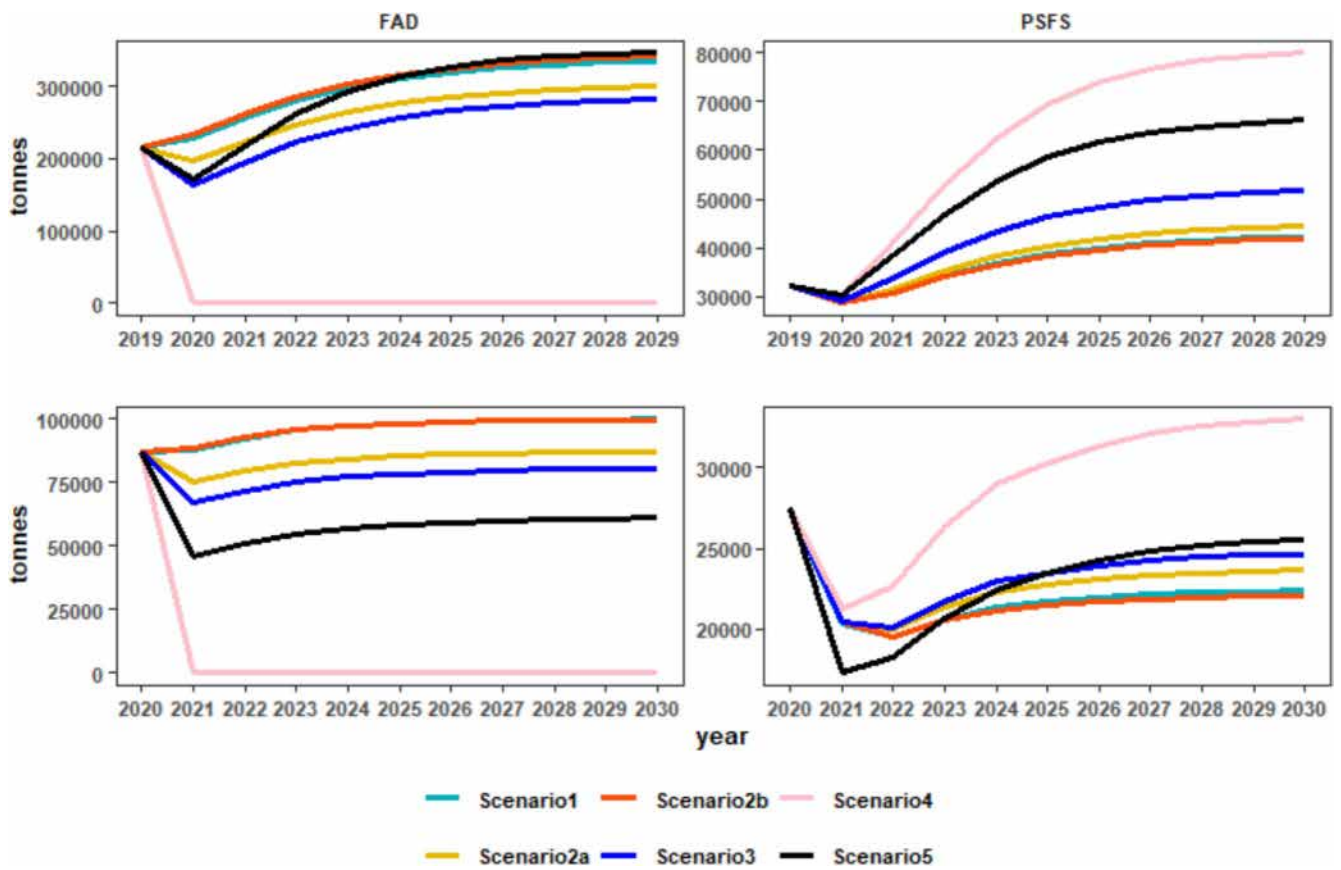 FAD PSFS
tonnes
300000
200000
100000
0
80000
70000
60000
50000
40000
30000
2019 2020 2021 2022 2023 2024 2025 2026 2027 2028 2029
2019 2020 2021 2022 2023 2024 2025 2026 2027 2028 2029
tonnes
100000
75000
50000
25000
0
30000
25000
20000
2020 2021 2022 2023 2024 2025 2026 2027 2028 2029 2030
2020 2021 2022 2023 2024 2025 2026 2027 2028 2029 2030
year
Scenario1 Scenario2b Scenario4
Scenario2a Scenario3 Scenario5